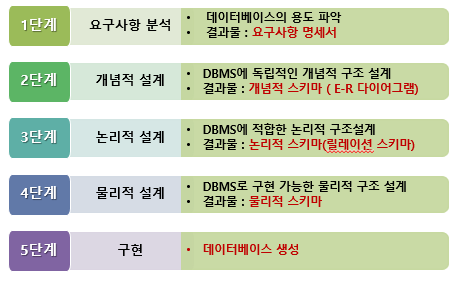 1단계 요구사항 분석
• 데이터베이스의 용도 파악
• 결과물 : 요구사항 명세서
2단계 개념적 설계
• DBMS에 독립적인 개념적 구조 설계
• 결과물 : 개념적 스키마 ( E-R 다이어그램)
3단계 논리적 설계
• DBMS에 적합한 논리적 구조설계
• 결과물 : 논리적 스키마(릴레이션 스키마)
4단계 물리적 설계
• DBMS로 구현 가능한 물리적 구조 설계
• 결과물 : 물리적 스키마
5단계 구현
• 데이터베이스 생성